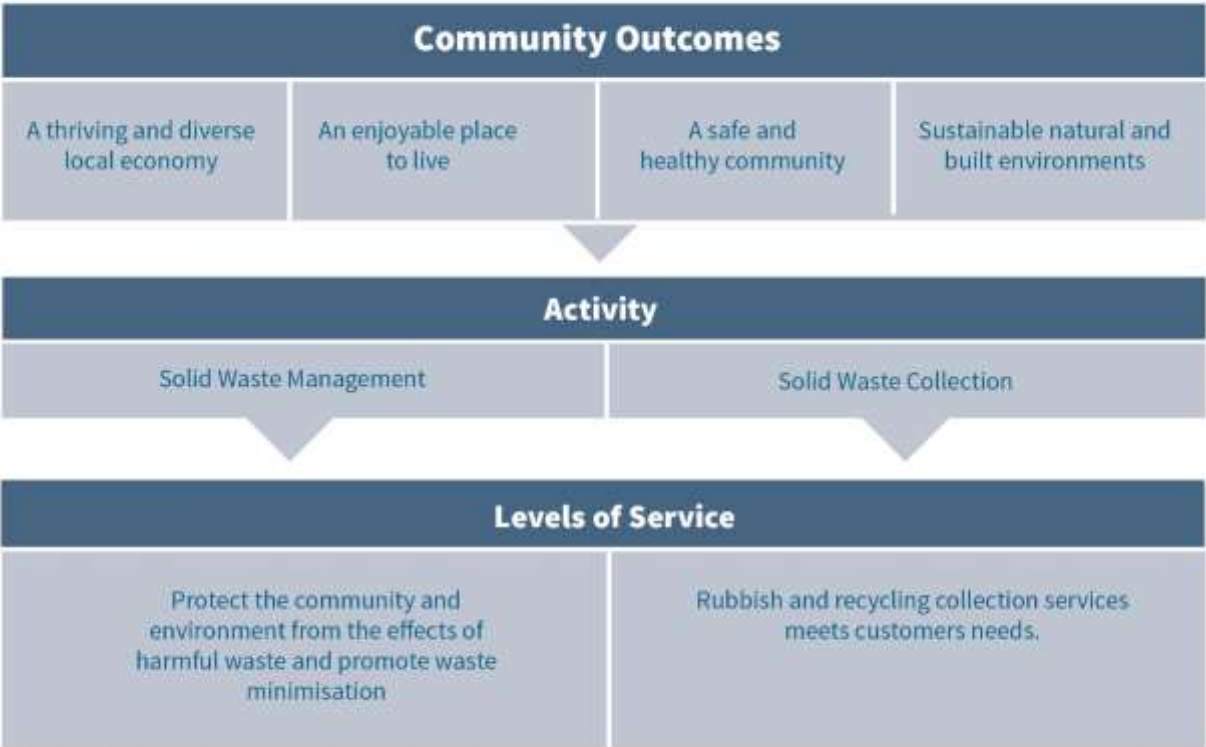 Community Outcomes
A thriving and diverse
local economy
An enjoyable place
to live
A safe and
healthy community
Sustainable natural and
built environments
Activity
Solid Waste Management
Solid Waste Collection
Levels of Service
Protect the community and
environment from the effects of
harmful waste and promote waste
minimisation
Rubbish and recycling collection services
meets customers needs.